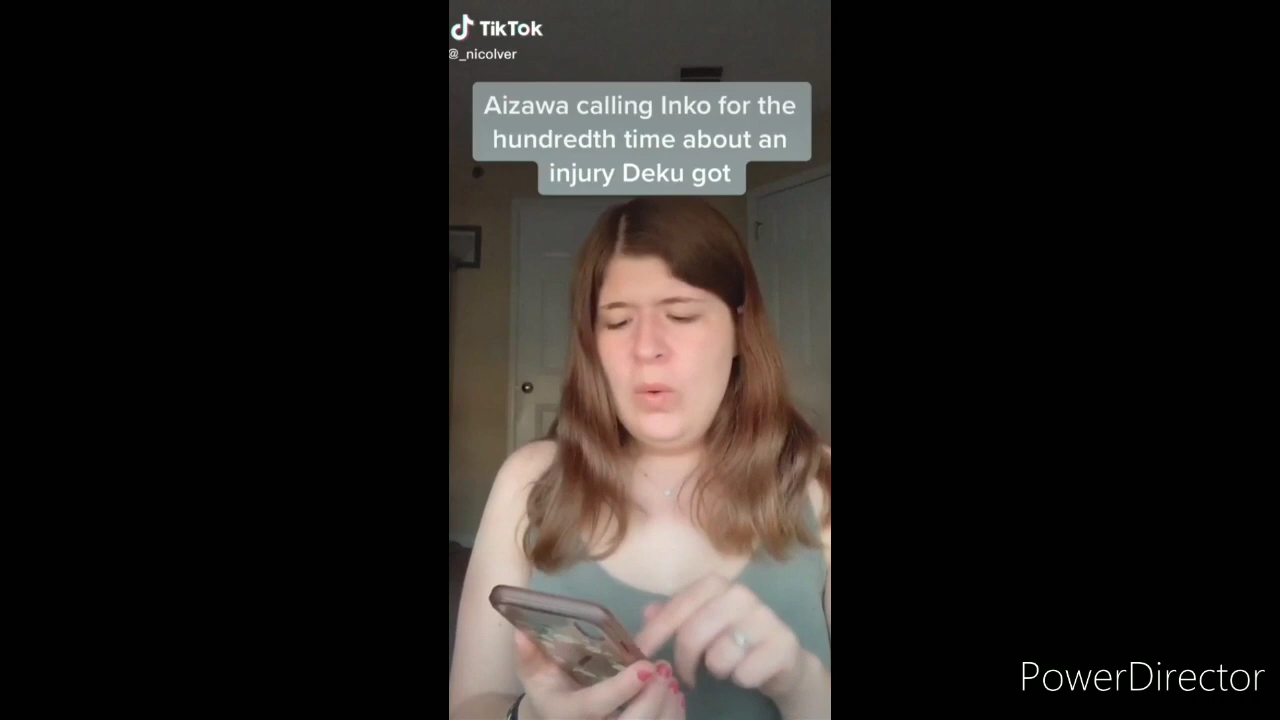 TikTok
@_nicolver
Aizawa calling Inko for the
hundredth time about an
injury Deku got
PowerDirector